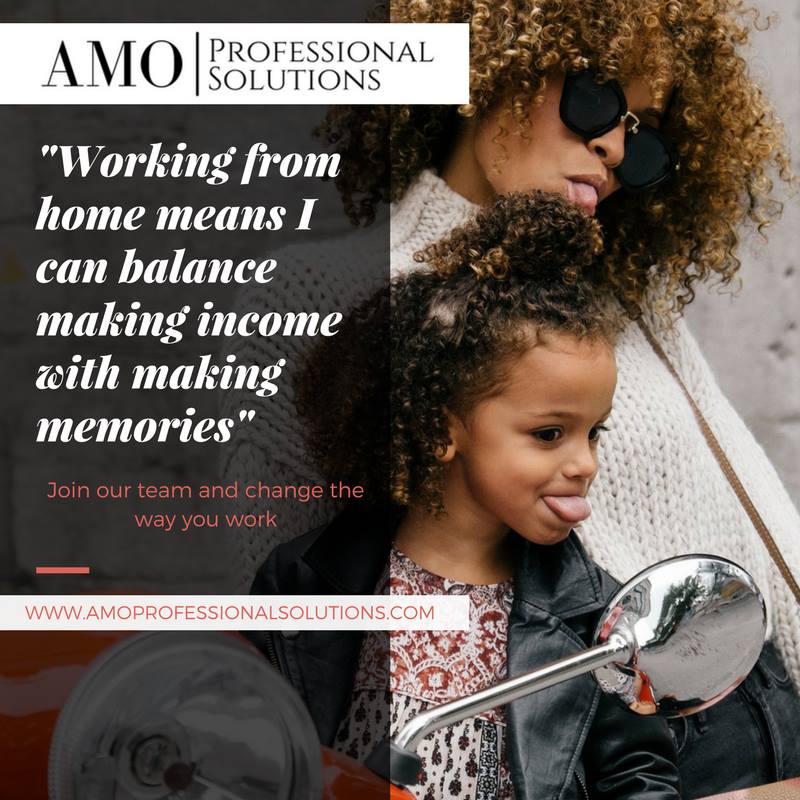 AMO | PROFESSIONAL
SOLUTIONS
"Working from
home means I
can balance
making income
with making
memories"
Join our team and change the
way you work
WWW.AMOPROFESSIONALSOLUTIONS.COM